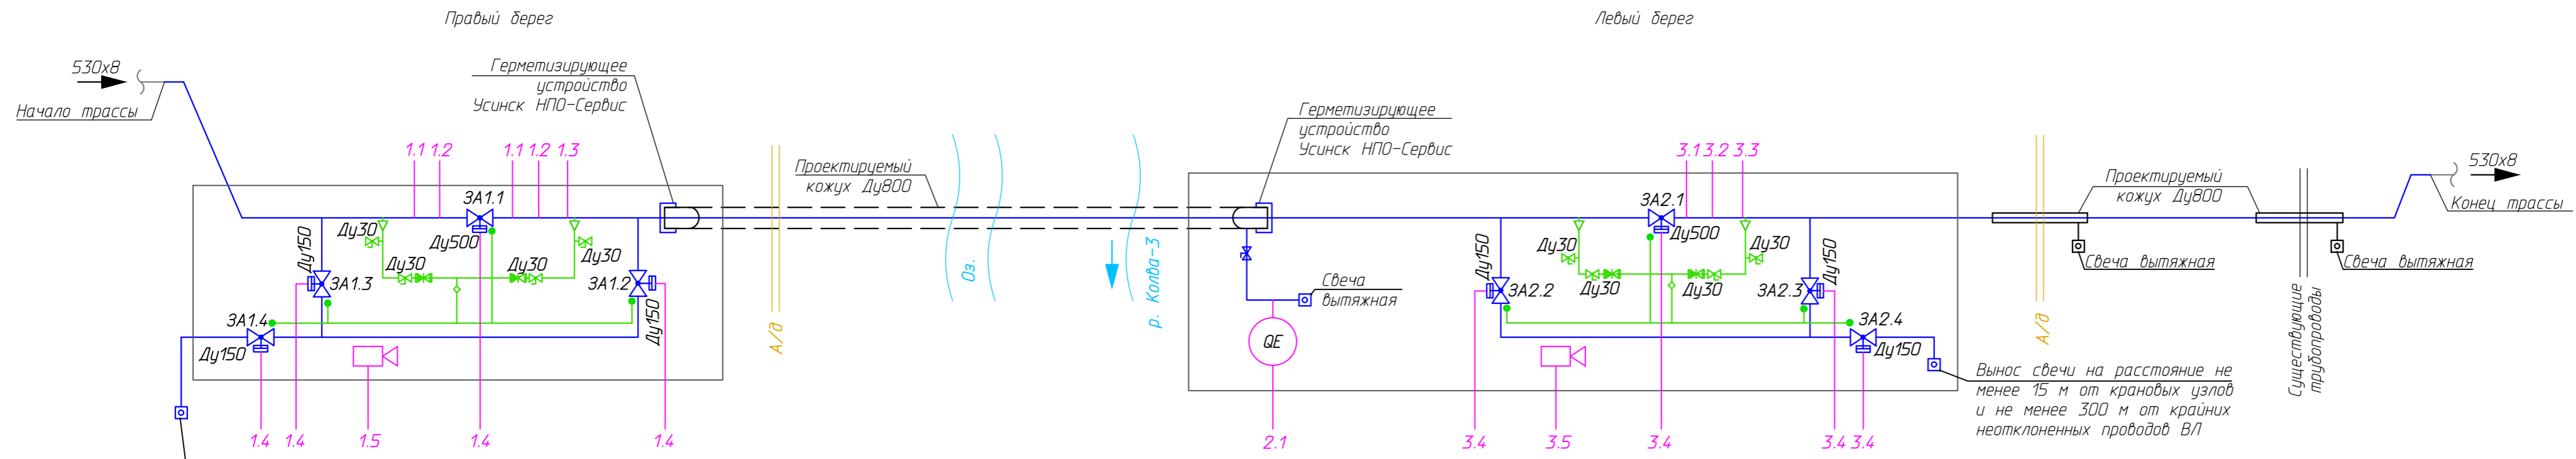 Правый берег
Левый берег
530х8
Начало трассы
Герметизирующее
устройство
Усинск НПО-Сервис
1.1 1.2 1.1 1.2 1.3
ЗА1.1
Ду500
Ду30
Ду30
Ду30
Ду30
Ду150
ЗА1.3
ЗА1.2
Ду150
ЗА1.4
Ду150
1.4 1.4 1.5 1.4 1.4
А/д
Проектируемый
кожух Ду800
Оз.
р. Колва-3
Герметизирующее
устройство
Усинск НПО-Сервис
Свеча
вытяжная
QE
2.1
3.1 3.2 3.3
ЗА2.1
Ду500
Ду30
Ду30
Ду30
Ду30
Ду150
ЗА2.2
ЗА2.3
Ду150
ЗА2.4
Ду150
3.4 3.5 3.4 3.4 3.4
Вынос свечи на расстояние не
менее 15 м от крановых узлов
и не менее 300 м от крайних
неотклоненных проводов ВЛ
А/д
Проектируемый
кожух Ду800
Свеча вытяжная
Существующие
трубопроводы
Свеча вытяжная
530х8
Конец трассы